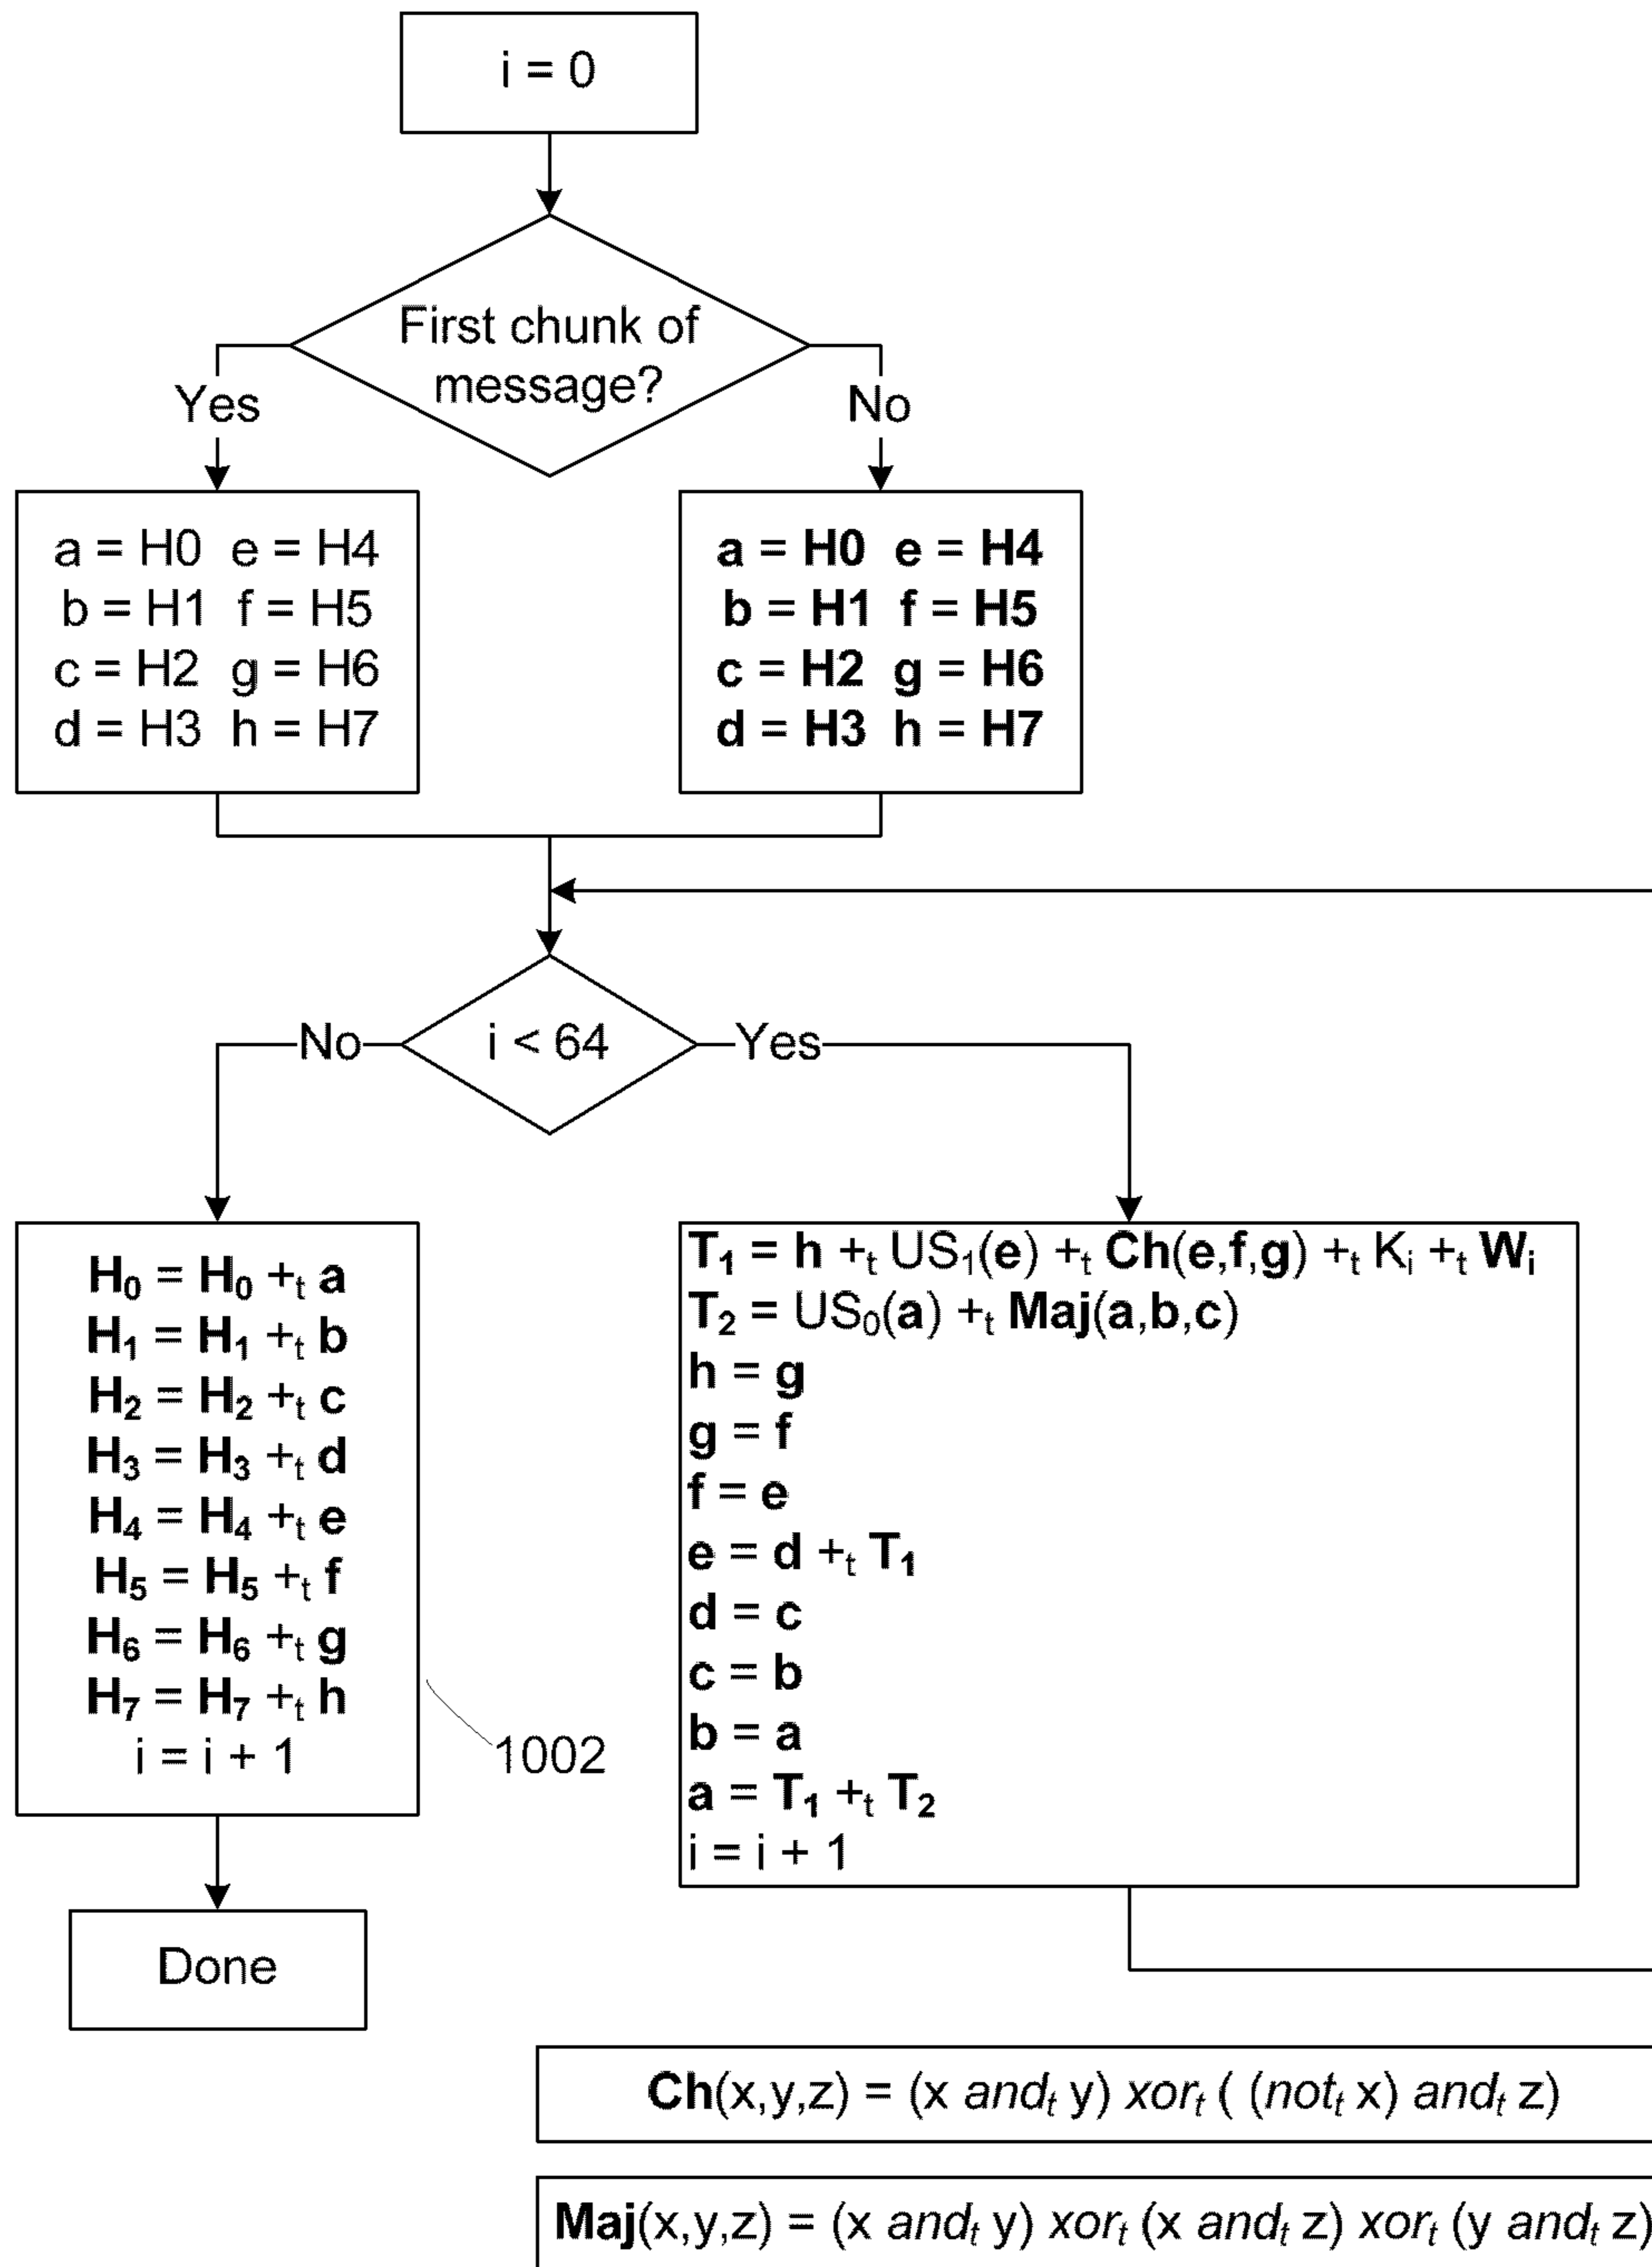 i = 0
First chunk of
message?
Yes
No
a = H0 e = H4
b = H1 f = H5
c = H2 g = H6
d = H3 h = H7
a = H0 e = H4
b = H1 f = H5
c = H2 g = H6
d = H3 h = H7
i < 64
No
Yes
H₀ = H₀ +ₜ a
H₁ = H₁ +ₜ b
H₂ = H₂ +ₜ c
H₃ = H₃ +ₜ d
H₄ = H₄ +ₜ e
H₅ = H₅ +ₜ f
H₆ = H₆ +ₜ g
H₇ = H₇ +ₜ h
i = i + 1
1002
T₁ = h +ₜ US₁(e) +ₜ Ch(e,f,g) +ₜ Kᵢ +ₜ Wᵢ
T₂ = US₀(a) +ₜ Maj(a,b,c)
h = g
g = f
f = e
e = d +ₜ T₁
d = c
c = b
b = a
a = T₁ +ₜ T₂
i = i + 1
Done
Ch(x,y,z) = (x andₜ y) xorₜ ( (notₜ x) andₜ z)
Maj(x,y,z) = (x andₜ y) xorₜ (x andₜ z) xorₜ (y andₜ z)